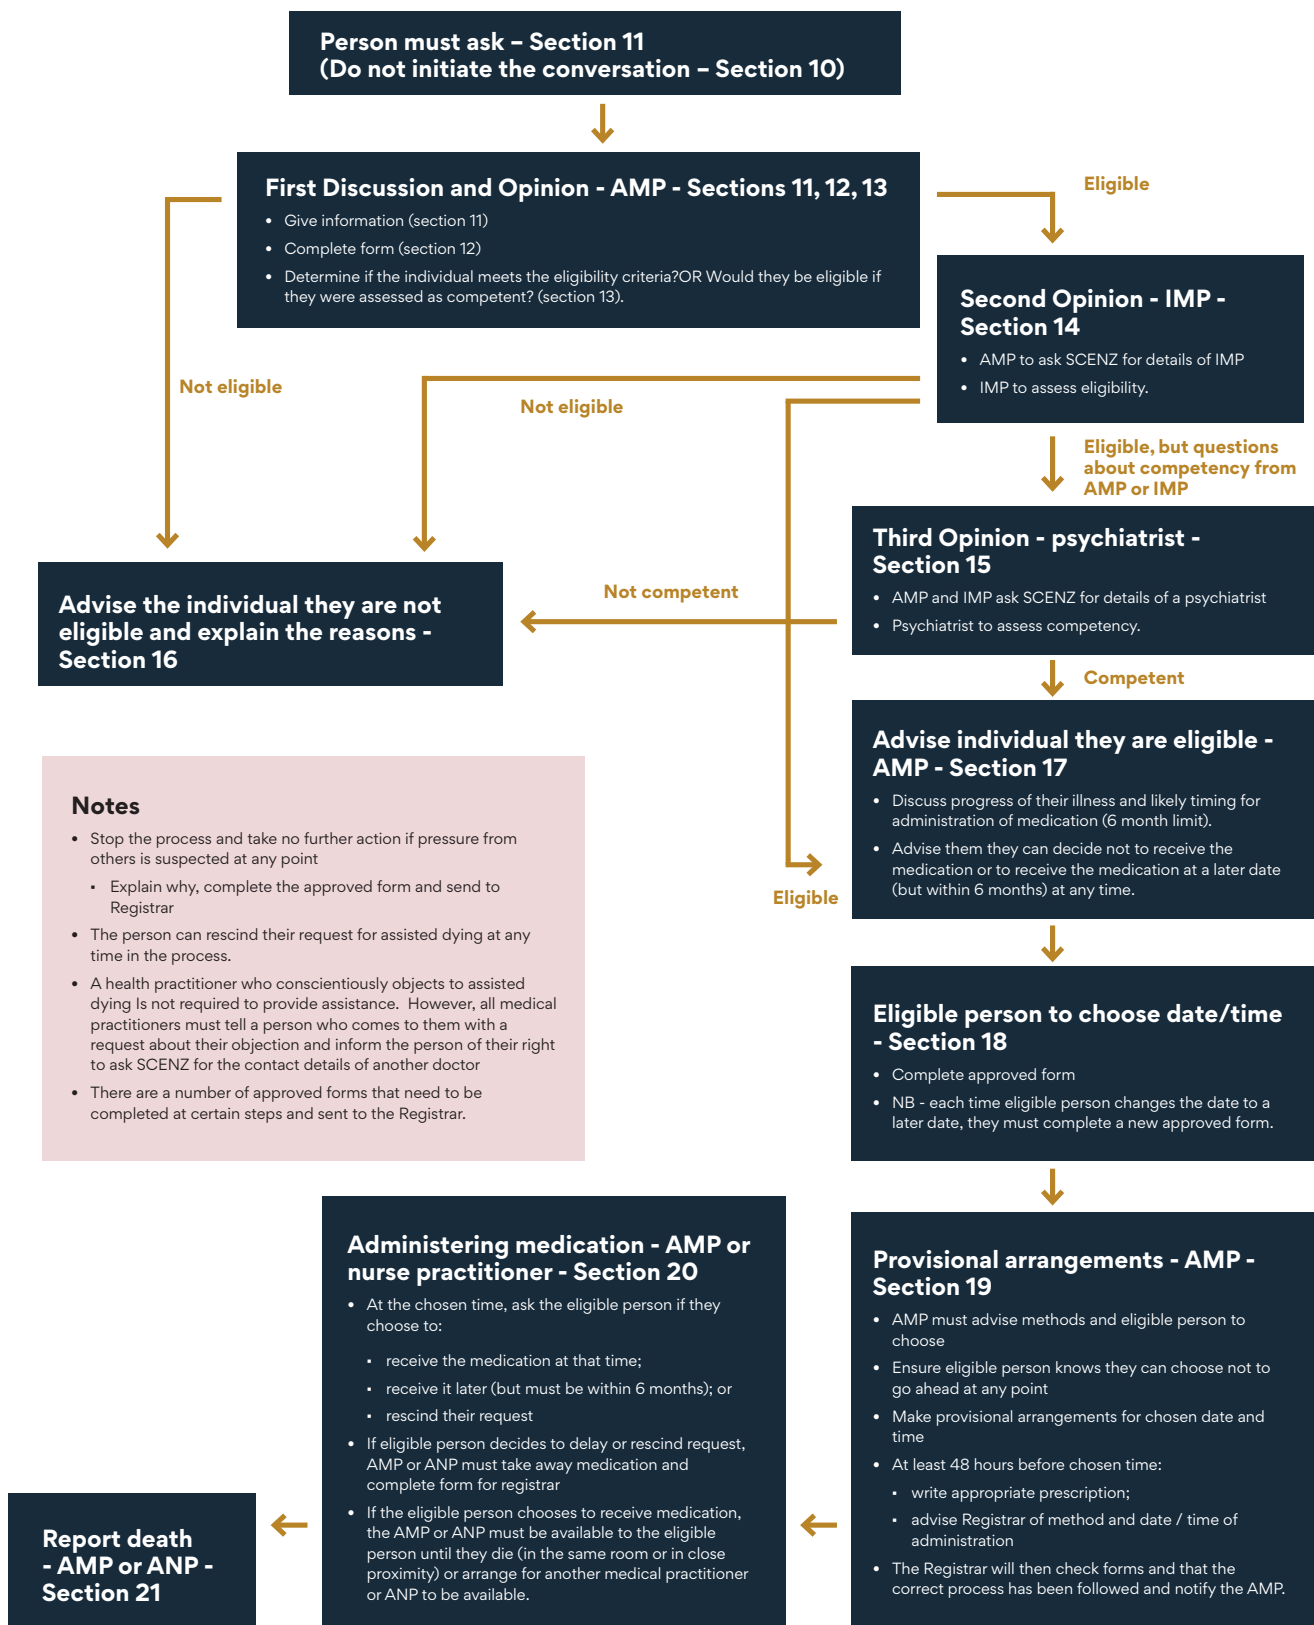 Person must ask – Section 11
(Do not initiate the conversation – Section 10)
First Discussion and Opinion - AMP - Sections 11, 12, 13
• Give information (section 11)
• Complete form (section 12)
• Determine if the individual meets the eligibility criteria?OR Would they be eligible if
they were assessed as competent? (section 13).
Eligible
Second Opinion - IMP -
Section 14
• AMP to ask SCENZ for details of IMP
• IMP to assess eligibility.
Not eligible
Not eligible
Eligible, but questions
about competency from
AMP or IMP
Third Opinion - psychiatrist -
Section 15
• AMP and IMP ask SCENZ for details of a psychiatrist
• Psychiatrist to assess competency.
Not competent
Advise the individual they are not
eligible and explain the reasons -
Section 16
Competent
Advise individual they are eligible -
AMP - Section 17
• Discuss progress of their illness and likely timing for
administration of medication (6 month limit).
• Advise them they can decide not to receive the
medication or to receive the medication at a later date
(but within 6 months) at any time.
Eligible
Notes
• Stop the process and take no further action if pressure from
others is suspected at any point
▪ Explain why, complete the approved form and send to
Registrar
• The person can rescind their request for assisted dying at any
time in the process.
• A health practitioner who conscientiously objects to assisted
dying Is not required to provide assistance. However, all medical
practitioners must tell a person who comes to them with a
request about their objection and inform the person of their right
to ask SCENZ for the contact details of another doctor
• There are a number of approved forms that need to be
completed at certain steps and sent to the Registrar.
Eligible person to choose date/time
- Section 18
• Complete approved form
• NB - each time eligible person changes the date to a
later date, they must complete a new approved form.
Provisional arrangements - AMP -
Section 19
• AMP must advise methods and eligible person to
choose
• Ensure eligible person knows they can choose not to
go ahead at any point
• Make provisional arrangements for chosen date and
time
• At least 48 hours before chosen time:
▪ write appropriate prescription;
▪ advise Registrar of method and date / time of
administration
• The Registrar will then check forms and that the
correct process has been followed and notify the AMP.
Administering medication - AMP or
nurse practitioner - Section 20
• At the chosen time, ask the eligible person if they
choose to:
▪ receive the medication at that time;
▪ receive it later (but must be within 6 months); or
▪ rescind their request
• If eligible person decides to delay or rescind request,
AMP or ANP must take away medication and
complete form for registrar
• If the eligible person chooses to receive medication,
the AMP or ANP must be available to the eligible
person until they die (in the same room or in close
proximity) or arrange for another medical practitioner
or ANP to be available.
Report death
- AMP or ANP -
Section 21